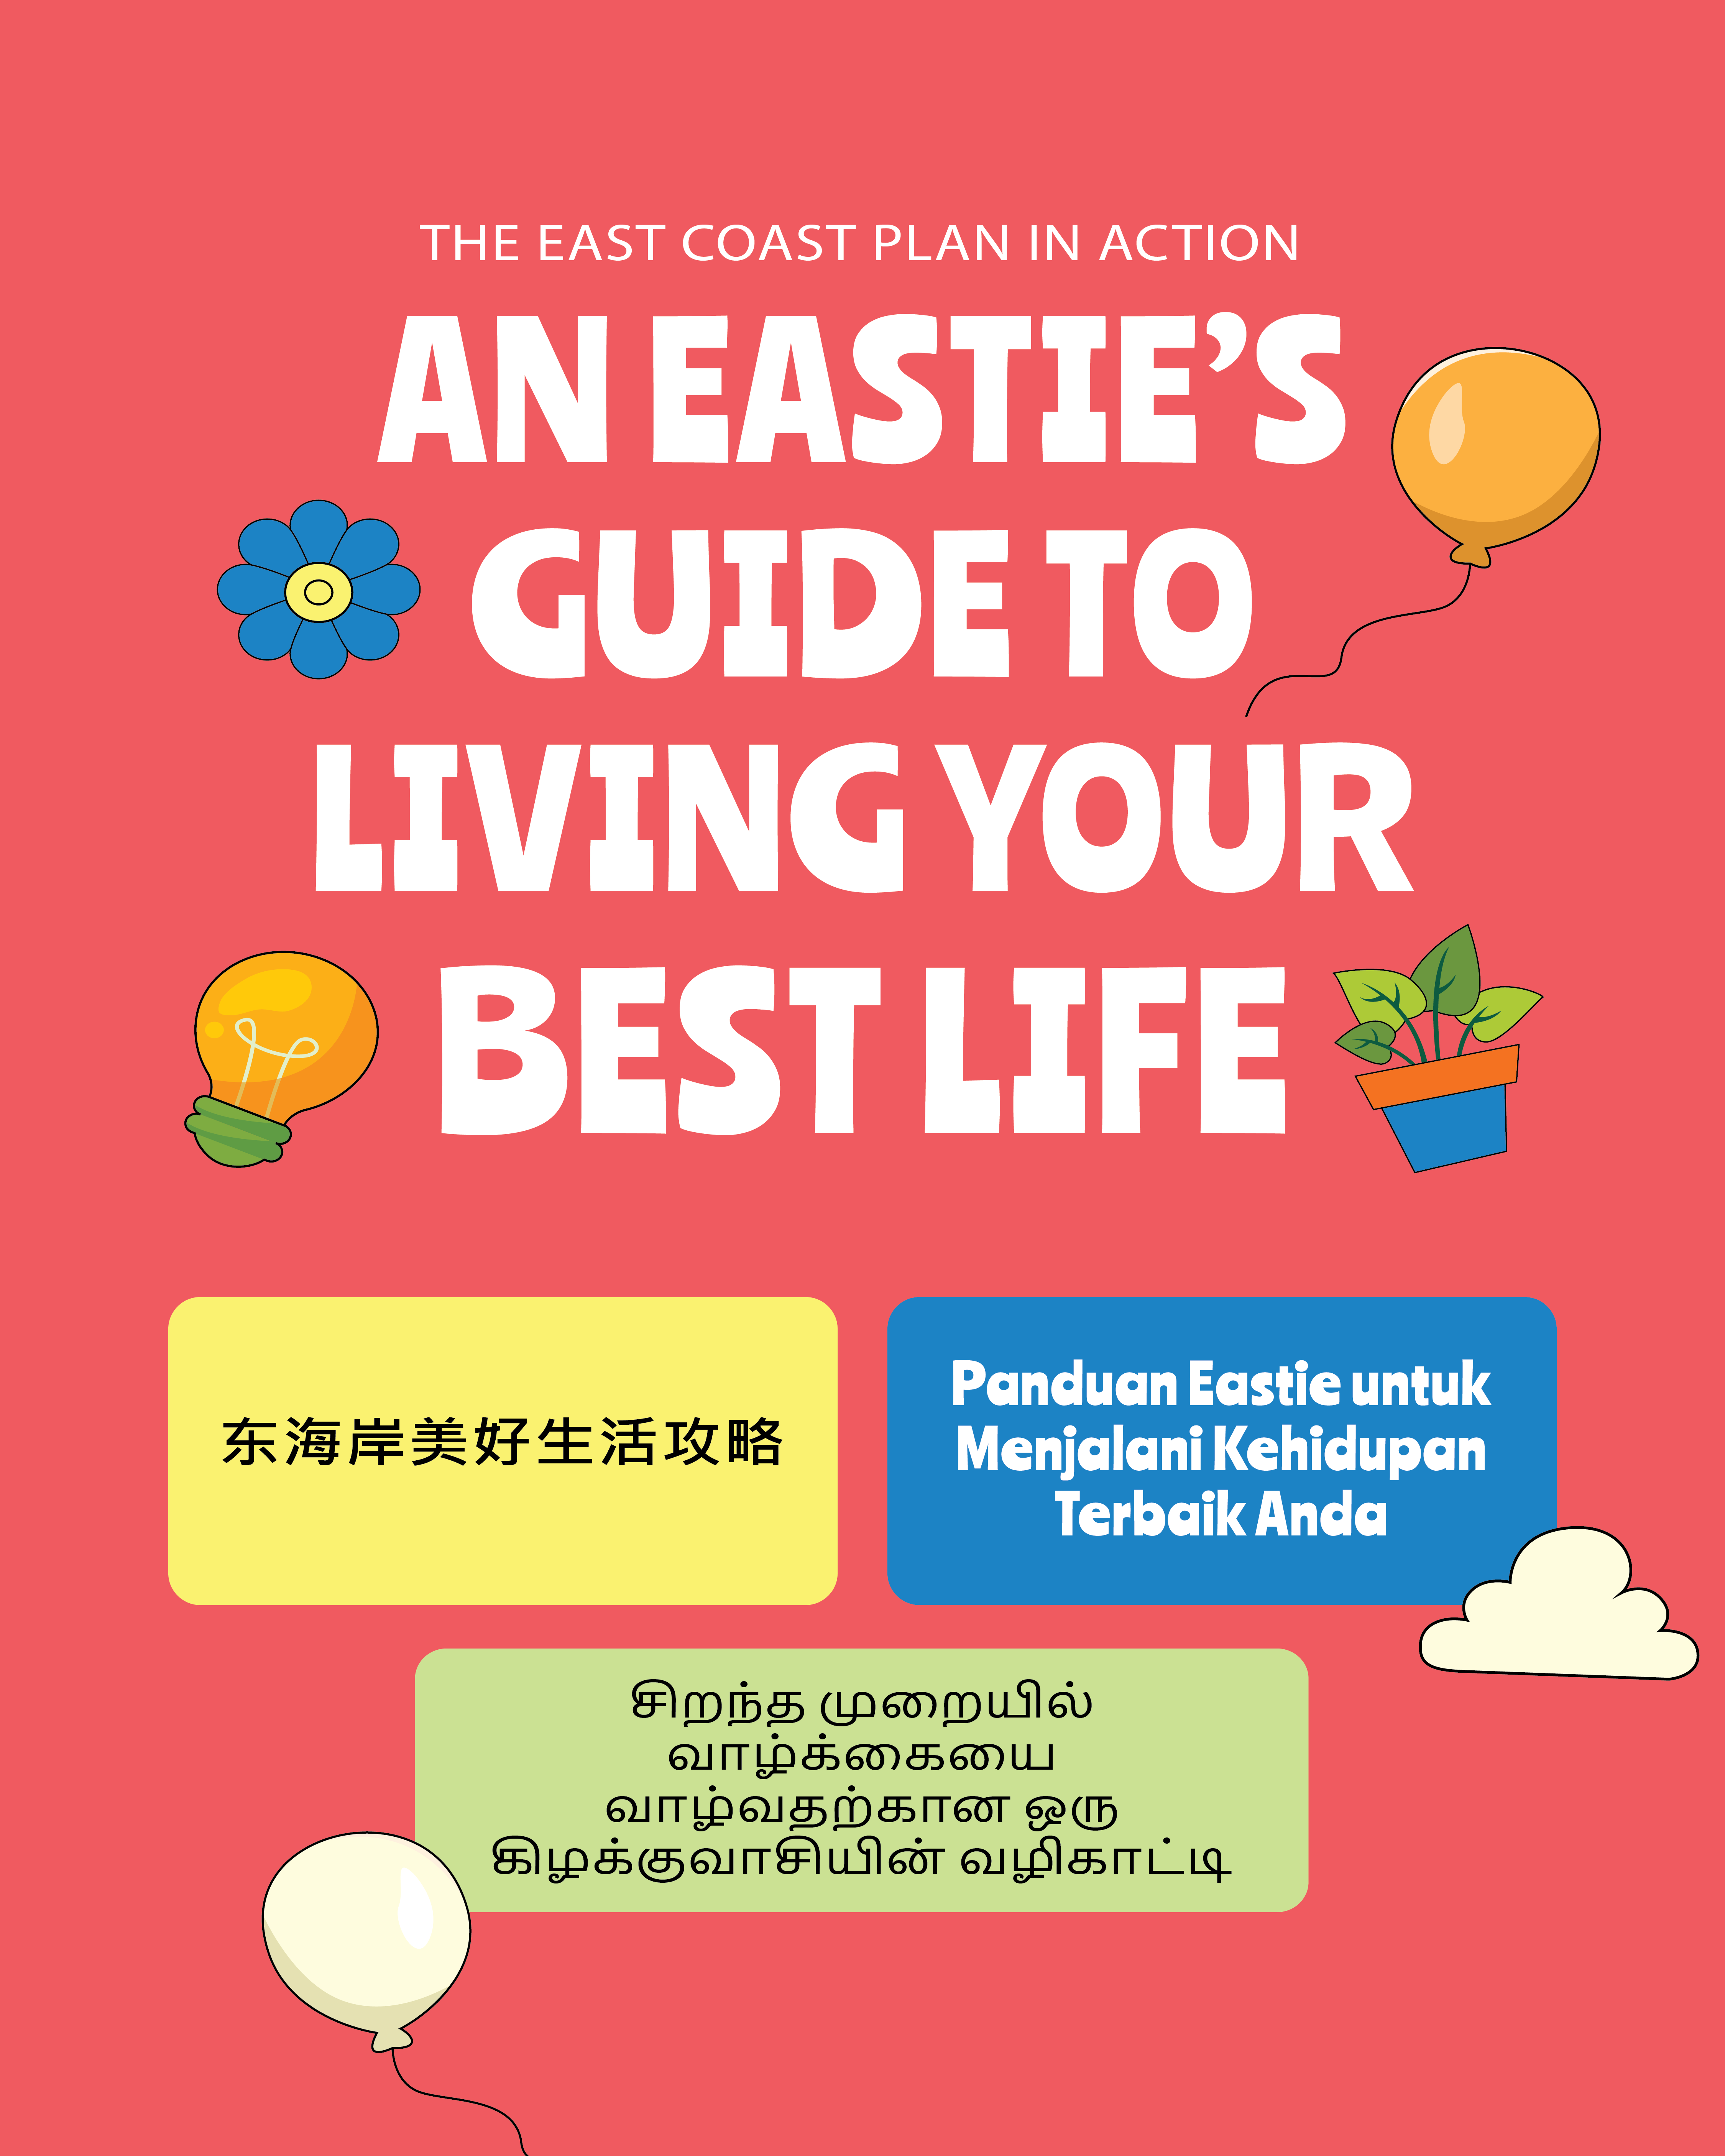 THE EAST COAST PLAN IN ACTION
AN EASTIE’S
GUIDE TO
LIVING YOUR
BEST LIFE
东海岸美好生活攻略
Panduan Eastie untuk
Menjalani Kehidupan
Terbaik Anda
சிறந்த முறையில்
வாழ்க்கையை
வாழ்வதற்கான ஒரு
கிழக்குவாசியின் வழிகாட்டி